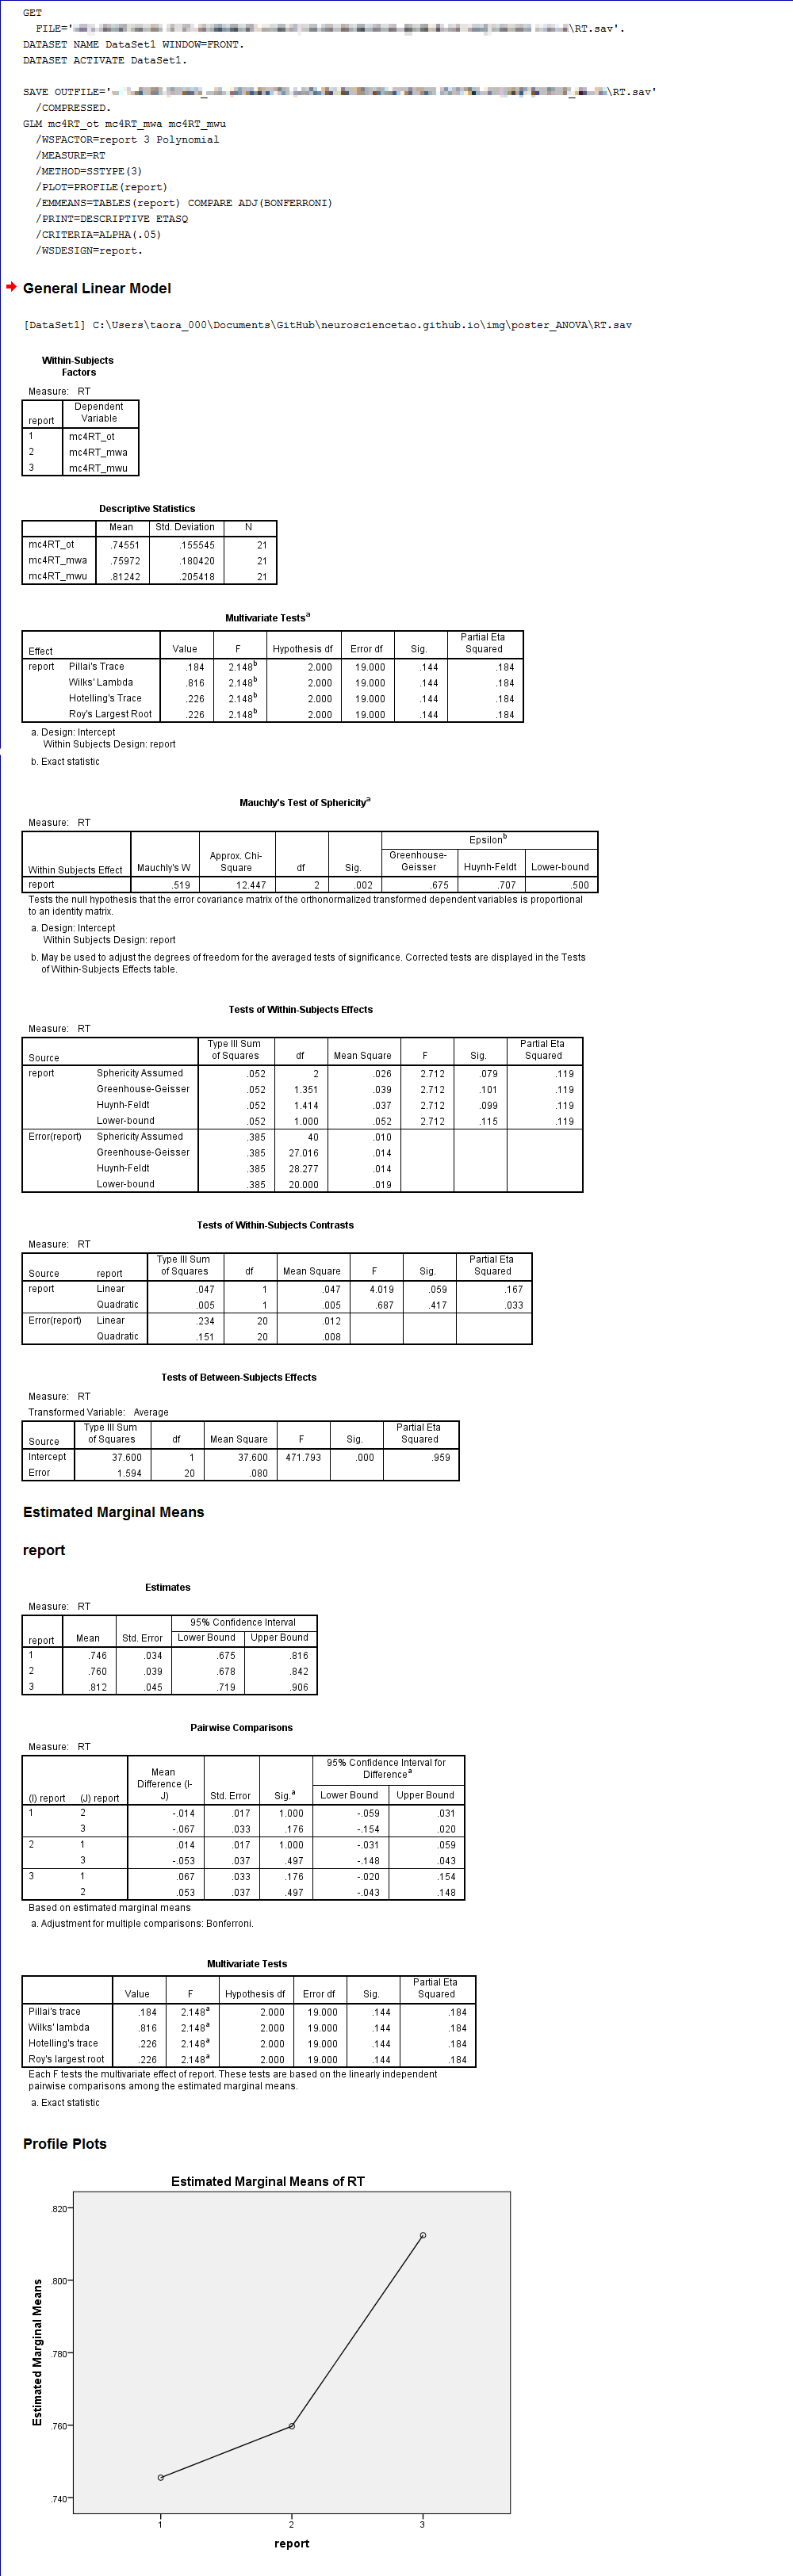 GET
FILE=' \RT.sav'.
DATASET NAME DataSet1 WINDOW=FRONT.
DATASET ACTIVATE DataSet1.
SAVE OUTFILE=' \RT.sav'
/COMPRESSED.
GLM mc4RT_ot mc4RT_mwa mc4RT_mwu
/WSFACTOR=report 3 Polynomial
/MEASURE=RT
/METHOD=SSTYPE(3)
/PLOT=PROFILE(report)
/EMMEANS=TABLES(report) COMPARE ADJ(BONFERRONI)
/PRINT=DESCRIPTIVE ETASQ
/CRITERIA=ALPHA(.05)
/WSDESIGN=report.
General Linear Model
[DataSet1] C:\Users\taora_000\Documents\GitHub\neurosciencetao.github.io\img\poster_ANOVA\RT.sav
Within-Subjects
Factors
Measure: RT
report Dependent Variable
1 mc4RT_ot
2 mc4RT_mwa
3 mc4RT_mwu
Descriptive Statistics
Mean Std. Deviation N
mc4RT_ot .74551 .155545 21
mc4RT_mwa .75972 .180420 21
mc4RT_mwu .81242 .205418 21
Multivariate Testsa
Effect Value F Hypothesis df Error df Sig. Partial Eta Squared
report Pillai's Trace .184 2.148b 2.000 19.000 .144 .184
Wilks' Lambda .816 2.148b 2.000 19.000 .144 .184
Hotelling's Trace .226 2.148b 2.000 19.000 .144 .184
Roy's Largest Root .226 2.148b 2.000 19.000 .144 .184
a. Design: Intercept
Within Subjects Design: report
b. Exact statistic
Mauchly's Test of Sphericitya
Measure: RT
Epsilonb
Within Subjects Effect Mauchly's W Approx. Chi-Square df Sig. Greenhouse-Geisser Huynh-Feldt Lower-bound
report .519 12.447 2 .002 .675 .707 .500
Tests the null hypothesis that the error covariance matrix of the orthonormalized transformed dependent variables is proportional
to an identity matrix.
a. Design: Intercept
Within Subjects Design: report
b. May be used to adjust the degrees of freedom for the averaged tests of significance. Corrected tests are displayed in the Tests
of Within-Subjects Effects table.
Tests of Within-Subjects Effects
Measure: RT
Source Type III Sum of Squares df Mean Square F Sig. Partial Eta Squared
report Sphericity Assumed .052 2 .026 2.712 .079 .119
Greenhouse-Geisser .052 1.351 .039 2.712 .101 .119
Huynh-Feldt .052 1.414 .037 2.712 .099 .119
Lower-bound .052 1.000 .052 2.712 .115 .119
Error(report) Sphericity Assumed .385 40 .010
Greenhouse-Geisser .385 27.016 .014
Huynh-Feldt .385 28.277 .014
Lower-bound .385 20.000 .019
Tests of Within-Subjects Contrasts
Measure: RT
Source report Type III Sum of Squares df Mean Square F Sig. Partial Eta Squared
report Linear .047 1 .047 4.019 .059 .167
Quadratic .005 1 .005 .687 .417 .033
Error(report) Linear .234 20 .012
Quadratic .151 20 .008
Tests of Between-Subjects Effects
Measure: RT
Transformed Variable: Average
Source Type III Sum of Squares df Mean Square F Sig. Partial Eta Squared
Intercept 37.600 1 37.600 471.793 .000 .959
Error 1.594 20 .080
Estimated Marginal Means
report
Estimates
Measure: RT
95% Confidence Interval
report Mean Std. Error Lower Bound Upper Bound
1 .746 .034 .675 .816
2 .760 .039 .678 .842
3 .812 .045 .719 .906
Pairwise Comparisons
Measure: RT
95% Confidence Interval for Differencea
(I) report (J) report Mean Difference (I-J) Std. Error Sig.a Lower Bound Upper Bound
1 2 -.014 .017 1.000 -.059 .031
3 -.067 .033 .176 -.154 .020
2 1 .014 .017 1.000 -.031 .059
3 -.053 .037 .497 -.148 .043
3 1 .067 .033 .176 -.020 .154
2 .053 .037 .497 -.043 .148
Based on estimated marginal means
a. Adjustment for multiple comparisons: Bonferroni.
Multivariate Tests
Value F Hypothesis df Error df Sig. Partial Eta Squared
Pillai's trace .184 2.148a 2.000 19.000 .144 .184
Wilks' lambda .816 2.148a 2.000 19.000 .144 .184
Hotelling's trace .226 2.148a 2.000 19.000 .144 .184
Roy's largest root .226 2.148a 2.000 19.000 .144 .184
Each F tests the multivariate effect of report. These tests are based on the linearly independent
pairwise comparisons among the estimated marginal means.
a. Exact statistic
Profile Plots
Estimated Marginal Means of RT
Estimated Marginal Means
.820
.800
.780
.760
.740
1 2 3
report